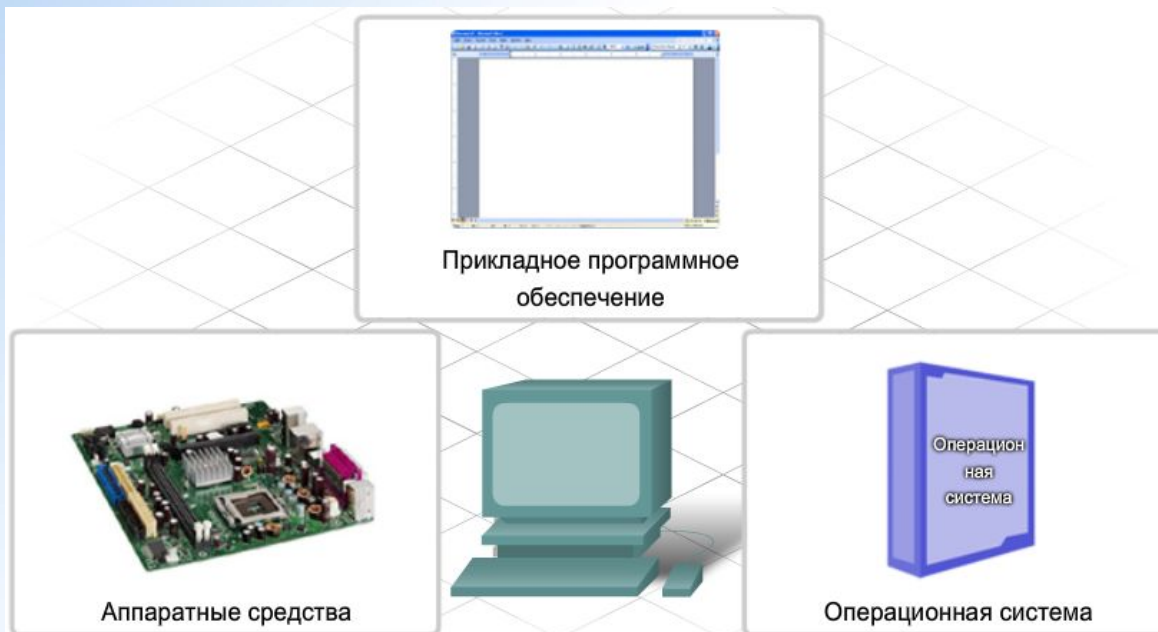 Прикладное программное
обеспечение
Операцион
ная
система
Аппаратные средства
Операционная система